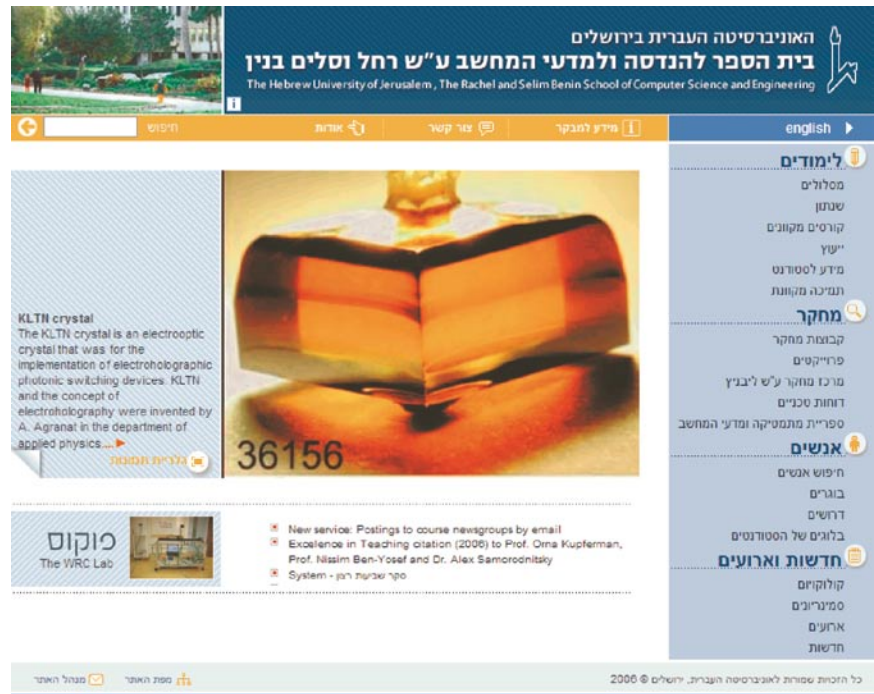 האוניברסיטה העברית בירושלים
בית הספר להנדסה ולמדעי המחשב ע"ש רחל וסלים בנין
The Hebrew University of Jerusalem, The Rachel and Selim Benin School of Computer Science and Engineering
i
english
מידע למבקר
צור קשר
אודות
חיפוש
לימודים
מסלולים
שנתון
קורסים מקוונים
ייעוץ
מידע לסטודנט
תמיכה מקוונת
מחקר
קבוצות מחקר
פרוייקטים
מרכז מחקר ע"ש ליבניץ
דוחות טכניים
ספריית מתמטיקה ומדעי המחשב
אנשים
חיפוש אנשים
בוגרים
דרושים
בלוגים של הסטודנטים
חדשות וארועים
קולוקויום
סמינריונים
ארועים
חדשות
36156
KLTN crystal
The KLTN crystal is an electrooptic
crystal that was for the
implementation of electroholographic
photonic switching devices. KLTN
and the concept of
electroholography were invented by
A. Agranat in the department of
applied physics....
גלריית תמונות
New service: Postings to course newsgroups by email
Excellence in Teaching citation (2006) to Prof. Orna Kupferman,
Prof. Nissim Ben-Yosef and Dr. Alex Samorodnitsky
System - סקר שביעות רצון
פוקוס
The WRC Lab
כל הזכויות שמורות לאוניברסיטה העברית, ירושלים © 2006
מפת האתר
מנהל האתר